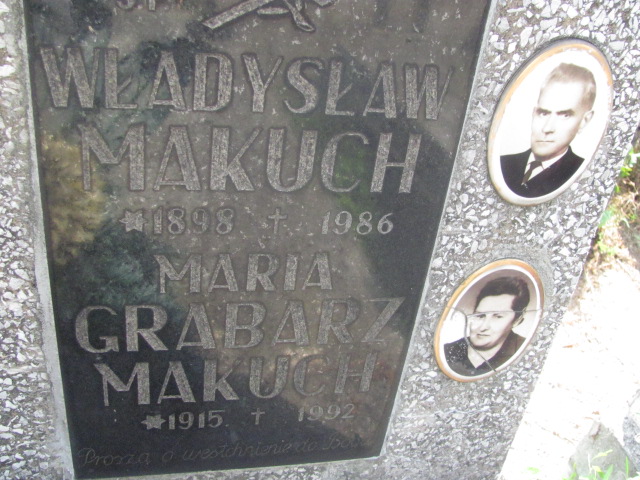 WŁADYSŁAW
MAKUCH
*1898 † 1986
MARIA
GRABARZ
MAKUCH
*1915. † 1992
Proszą o westchnienie do